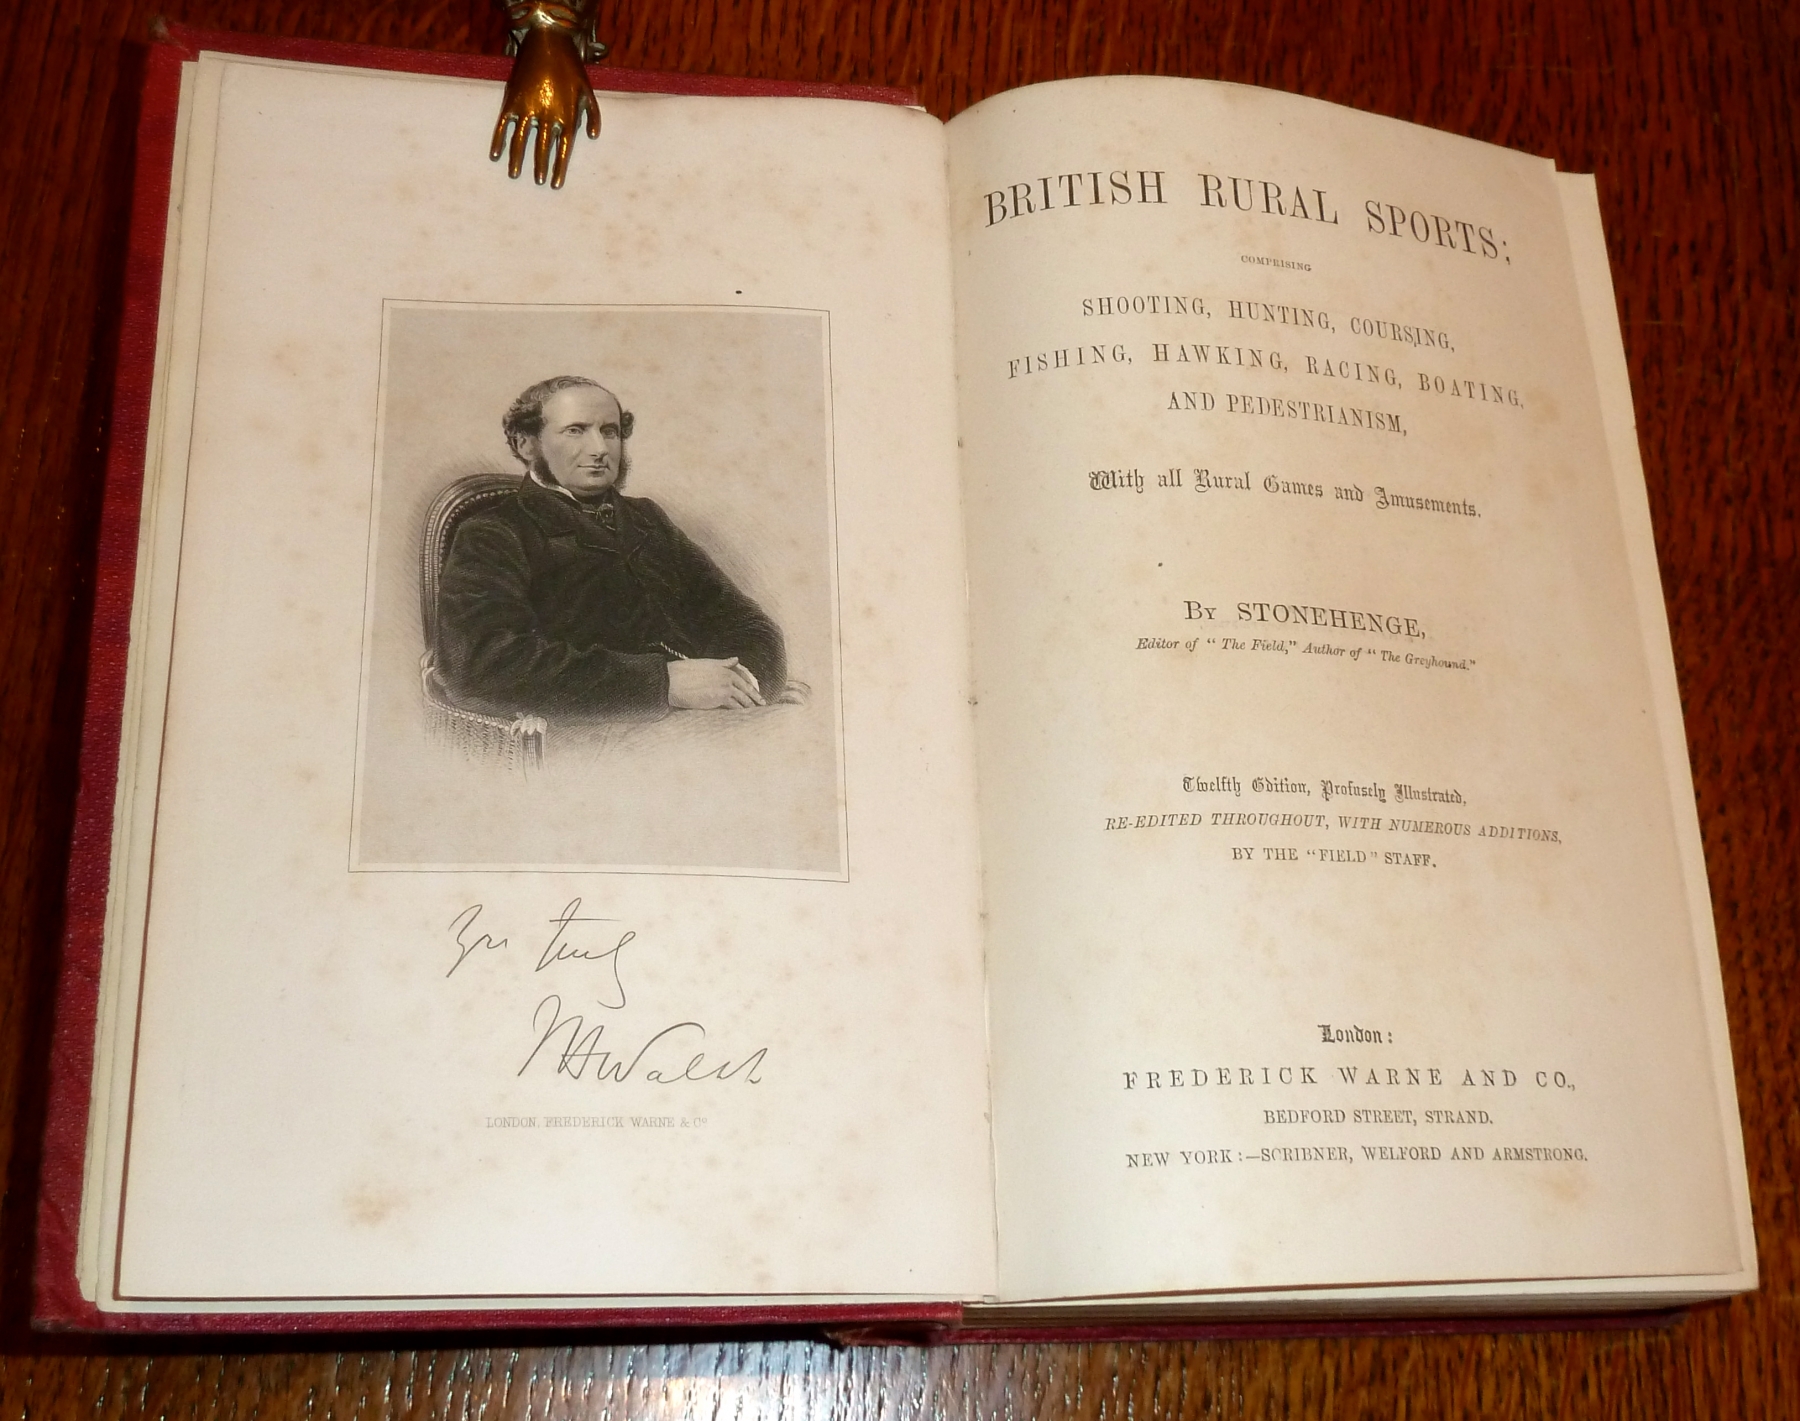 Yrs truly
JHWalsh
LONDON. FREDERICK WARNE & Co
BRITISH RURAL SPORTS;
COMPRISING
SHOOTING, HUNTING, COURSING,
FISHING, HAWKING, RACING, BOATING,
AND PEDESTRIANISM,
With all Rural Games and Amusements.
BY STONEHENGE,
Editor of "The Field," Author of "The Greyhound."
Twelfth Edition, Profusely Illustrated,
RE-EDITED THROUGHOUT, WITH NUMEROUS ADDITIONS,
BY THE "FIELD" STAFF.
London:
FREDERICK WARNE AND CO.,
BEDFORD STREET, STRAND.
NEW YORK:—SCRIBNER, WELFORD AND ARMSTRONG.